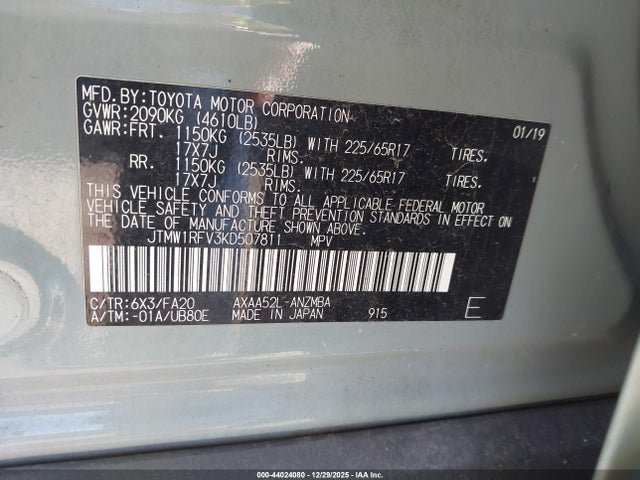 MFD.BY:TOYOTA MOTOR CORPORATION 01/19
GVWR:2090KG (4610LB)
GAWR:FRT. 1150KG (2535LB) WITH 225/65R17 TIRES.
17X7J RIMS.
RR. 1150KG (2535LB) WITH 225/65R17 TIRES.
17X7J RIMS.
THIS VEHICLE CONFORMS TO ALL APPLICABLE FEDERAL MOTOR
VEHICLE SAFETY AND THEFT PREVENTION STANDARDS IN EFFECT ON
THE DATE OF MANUFACTURE SHOWN ABOVE.
JTMW1RFV3KD507811 MPV
C/TR:6X3/FA20 AXAA52L-ANZMBA
A/TM:-01A/UB80E MADE IN JAPAN 915 E
000-44024080 - 12/29/2025 - IAA Inc.